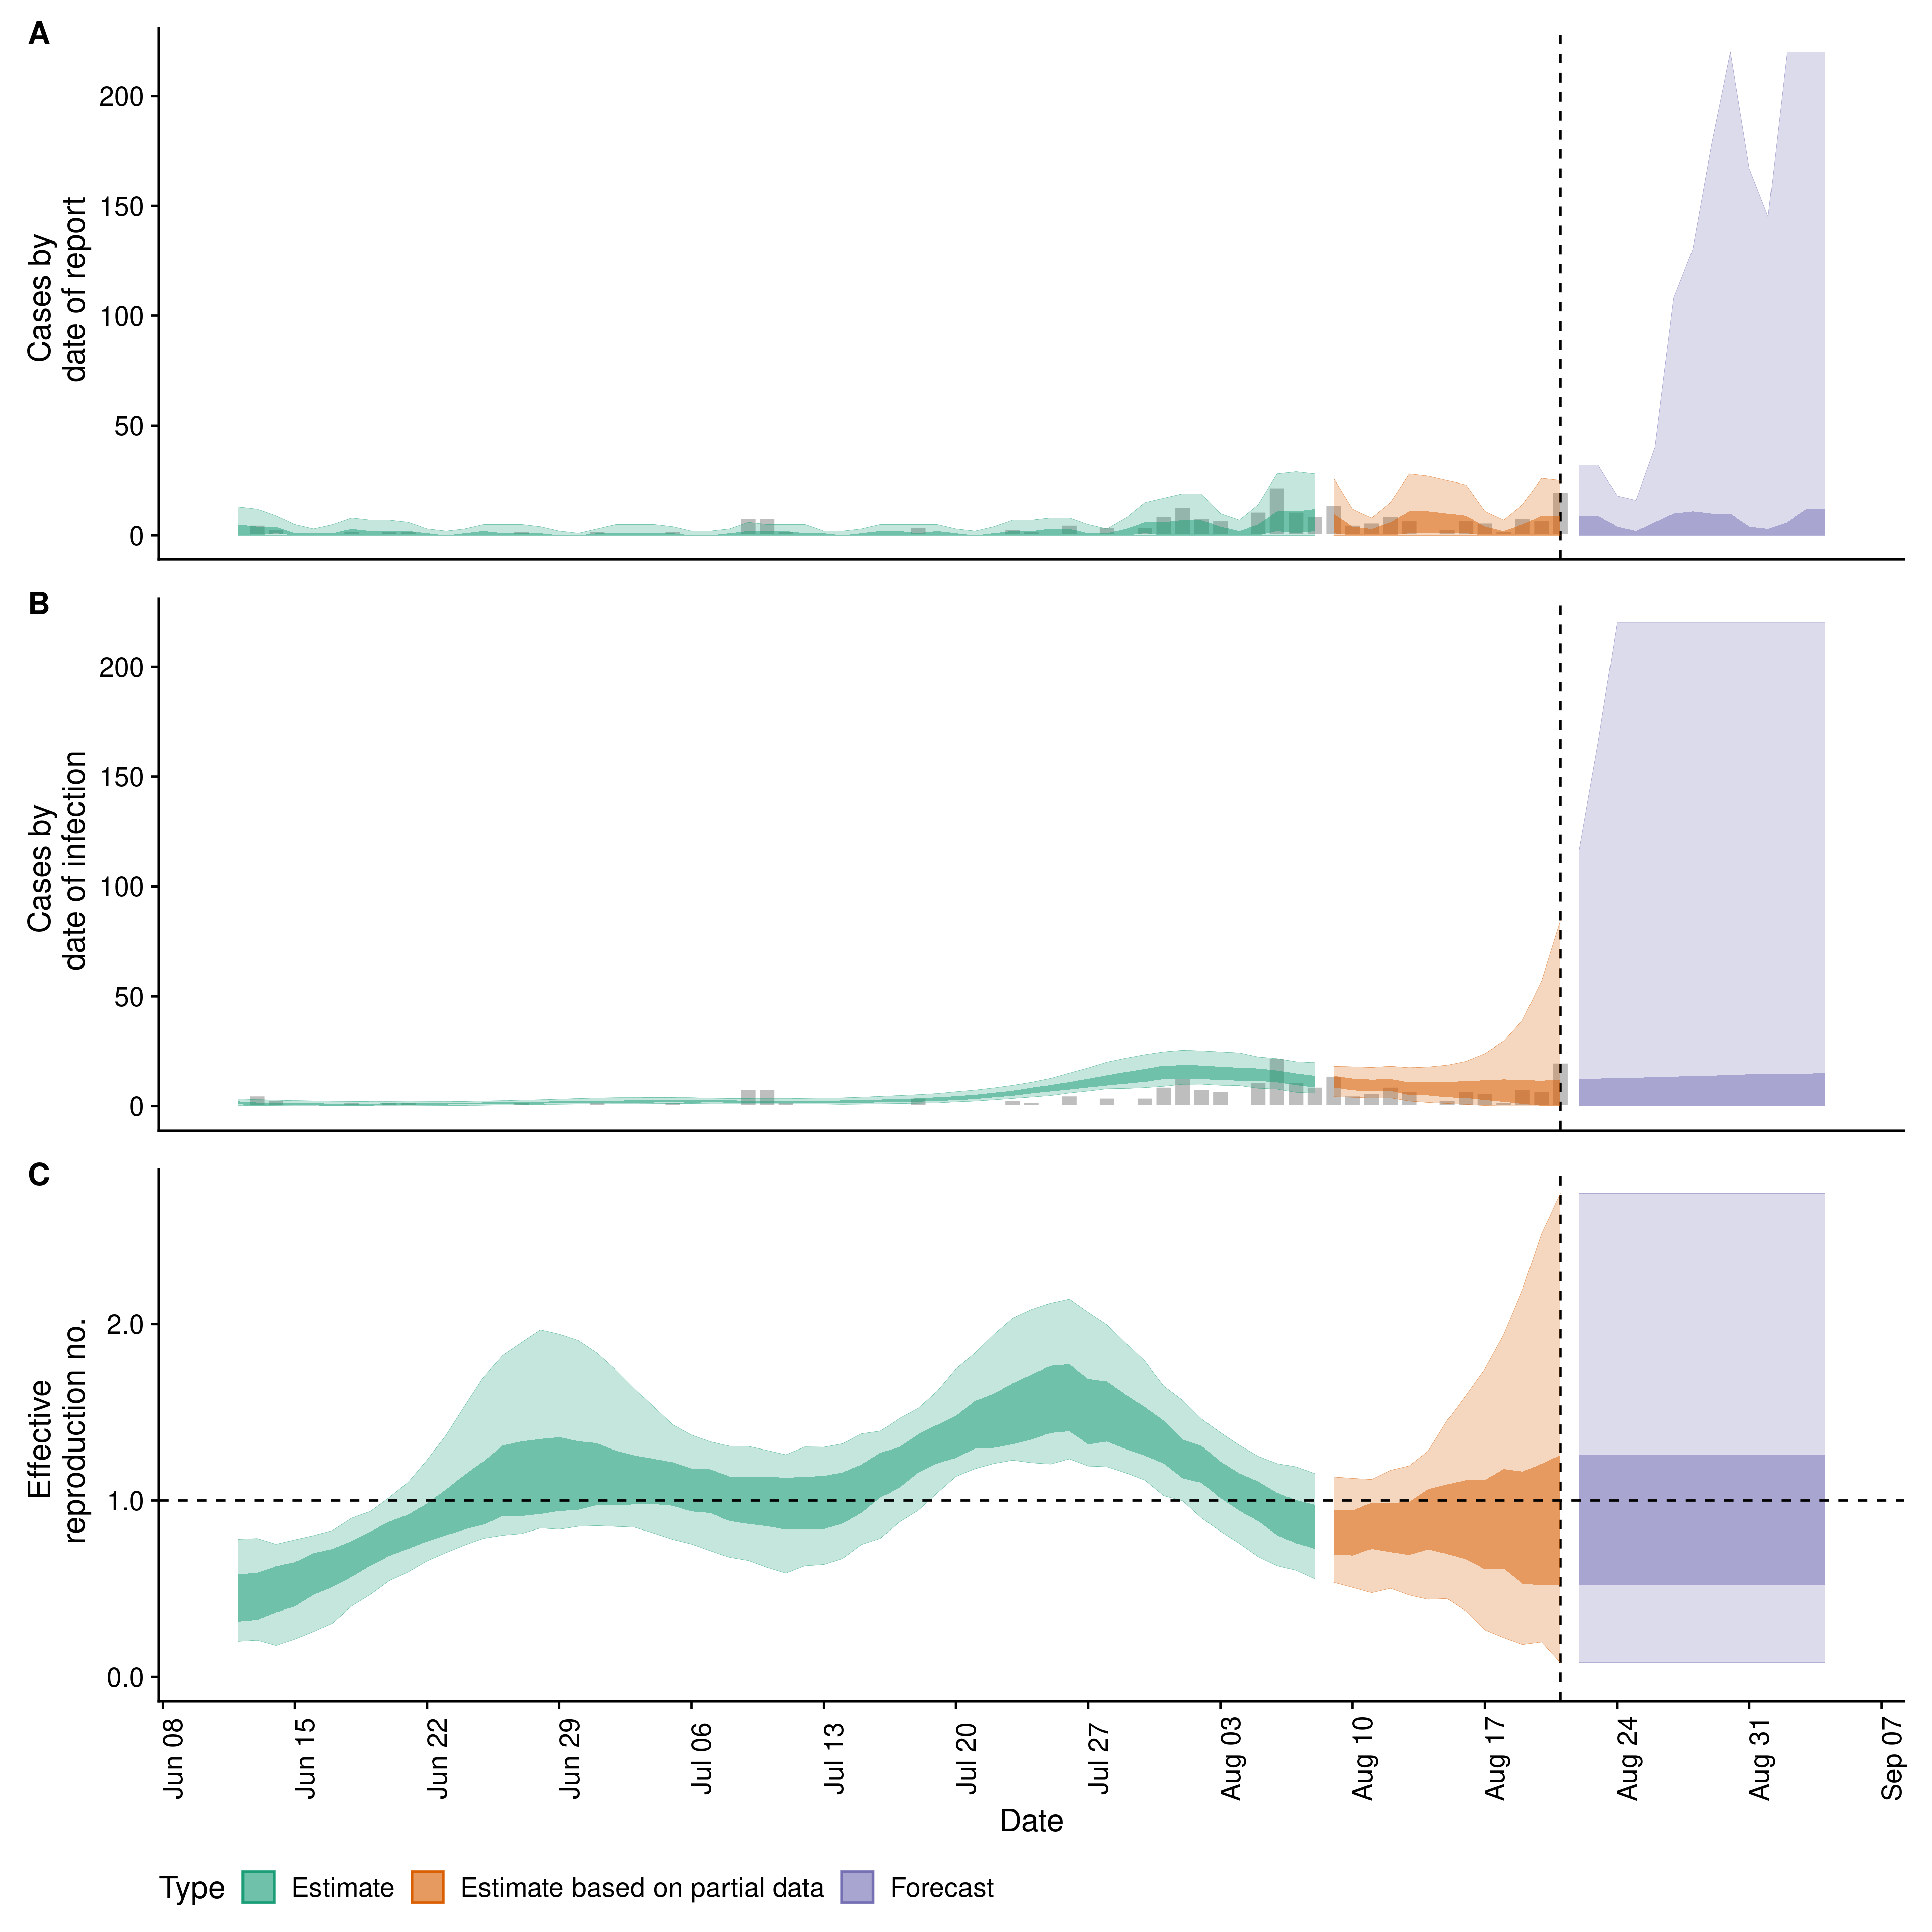 A
Cases by
date of report
200
150
100
50
0
B
Cases by
date of infection
200
150
100
50
0
C
Effective
reproduction no.
2.0
1.0
0.0
Jun 08
Jun 15
Jun 22
Jun 29
Jul 06
Jul 13
Jul 20
Jul 27
Aug 03
Aug 10
Aug 17
Aug 24
Aug 31
Sep 07
Date
Type Estimate Estimate based on partial data Forecast